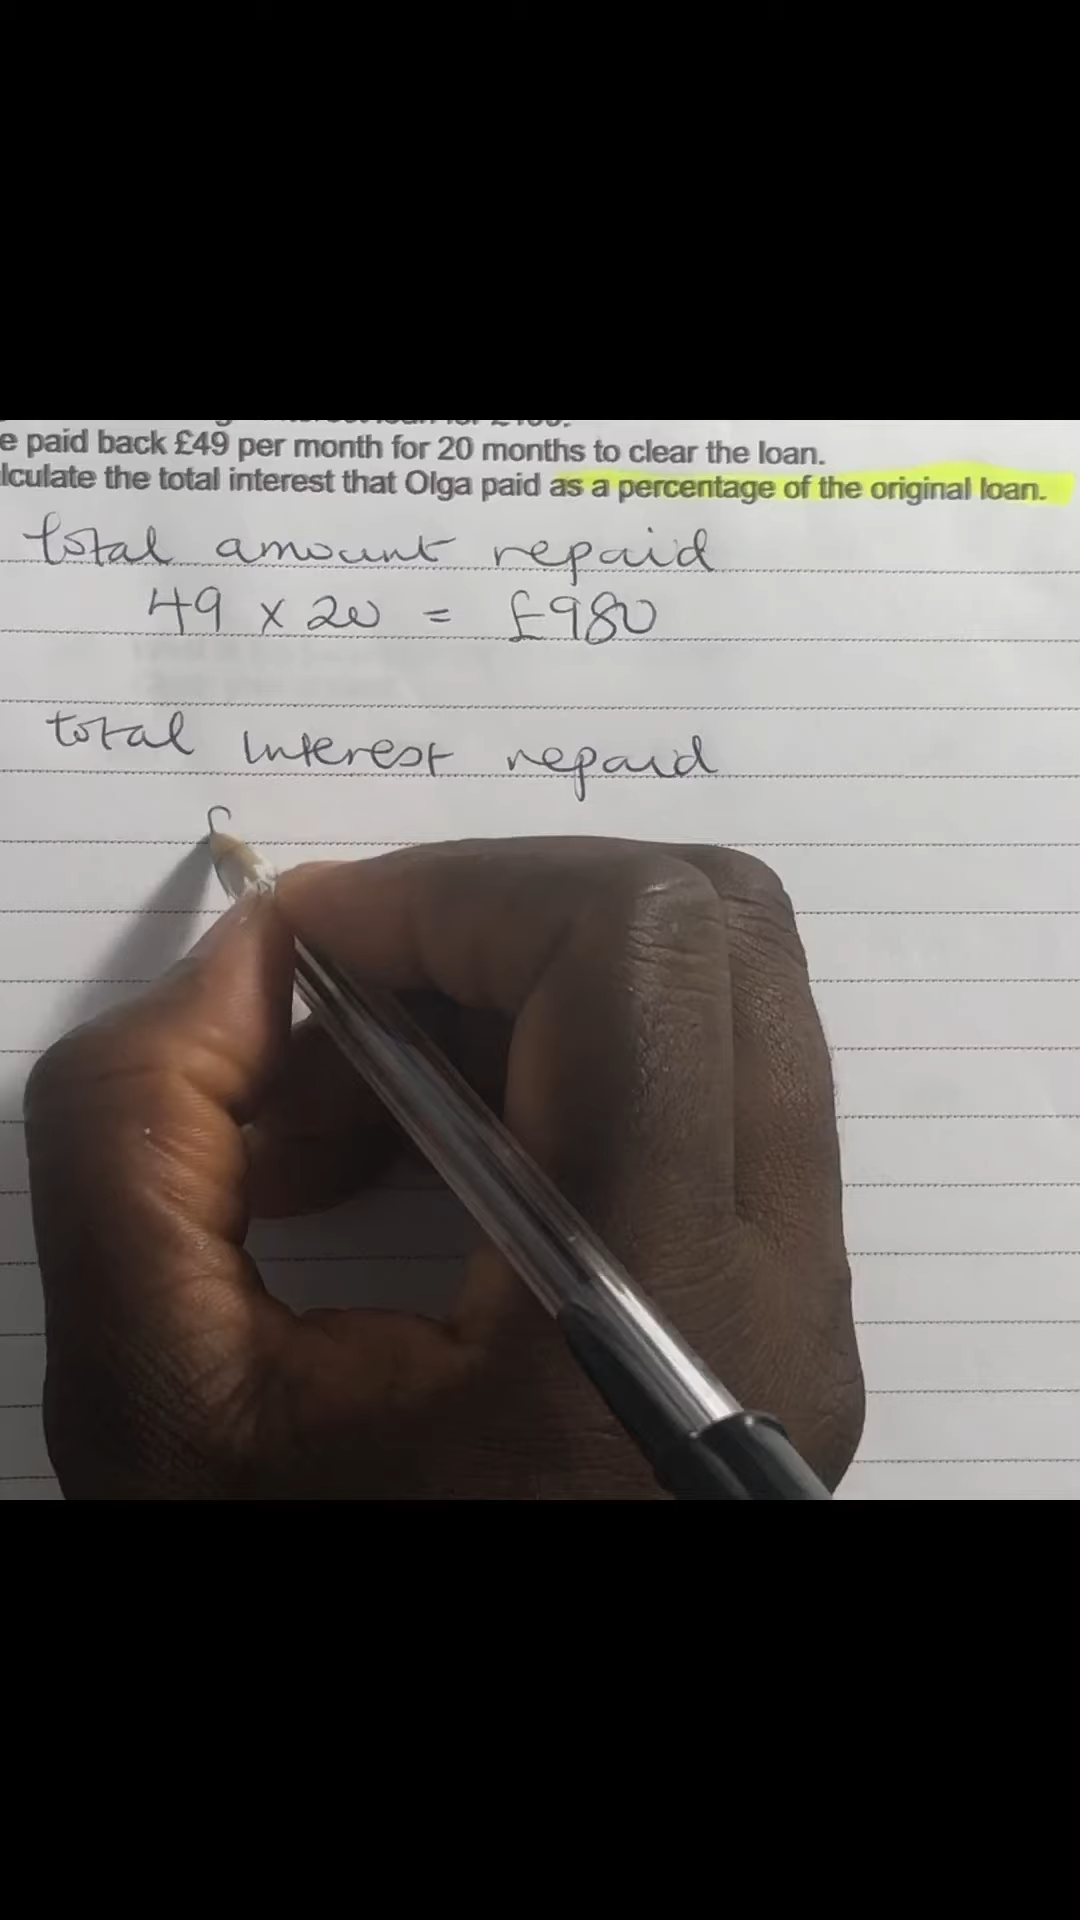 e paid back £49 per month for 20 months to clear the loan.
lculate the total interest that Olga paid as a percentage of the original loan.
total amount repaid
49 x 20 = £980
total interest repaid